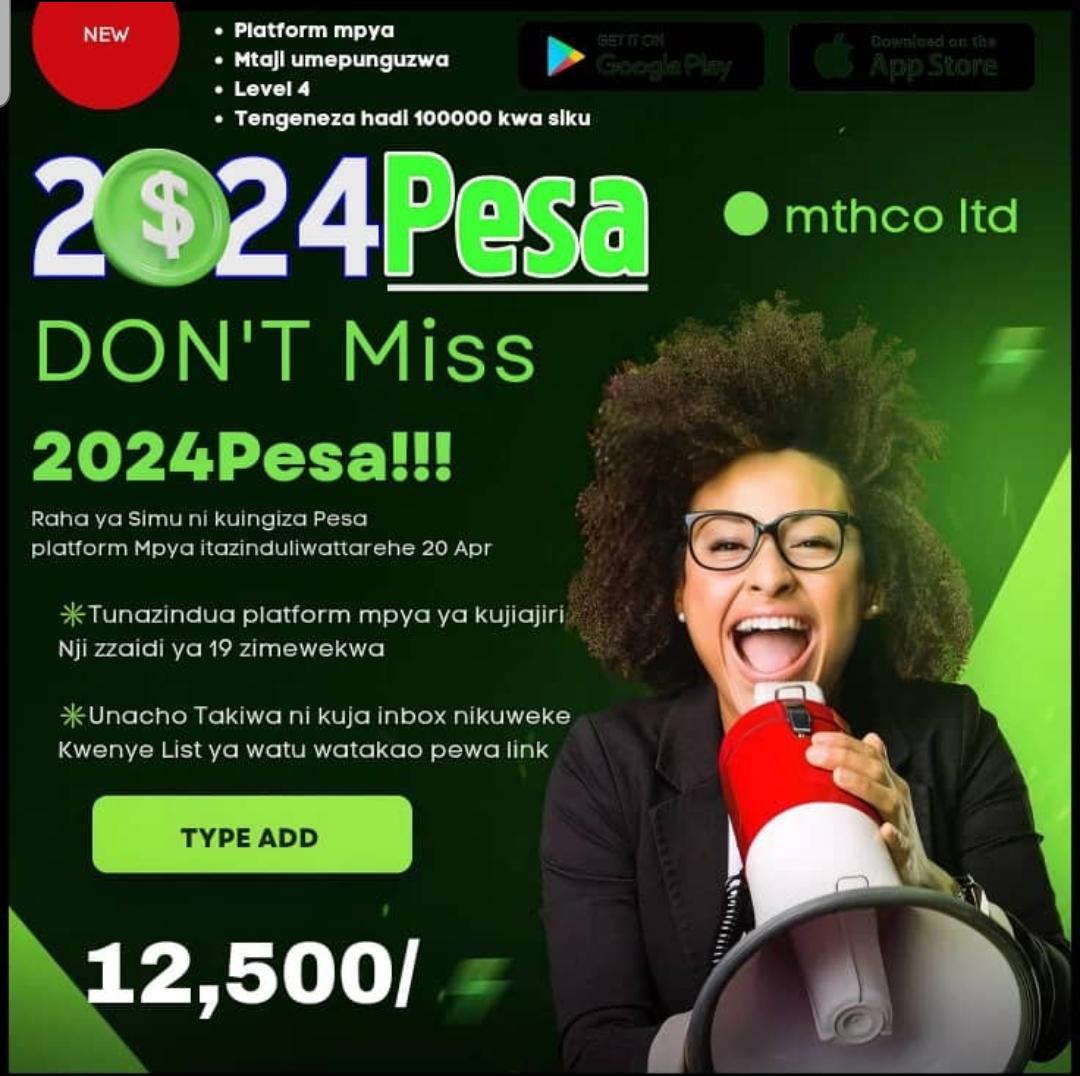 NEW
• Platform mpya
• Mtaji umepunguzwa
• Level 4
• Tengeneza hadi 100000 kwa siku
GET IT ON
Google Play
Download on the
App Store
2024Pesa
mthco ltd
DON'T Miss
2024Pesa!!!
Raha ya Simu ni kuingiza Pesa
platform Mpya itazinduliwattarehe 20 Apr
✳Tunazindua platform mpya ya kujiajiri
Nji zzaidi ya 19 zimewekwa
✳Unacho Takiwa ni kuja inbox nikuweke
Kwenye List ya watu watakao pewa link
TYPE ADD
12,500/